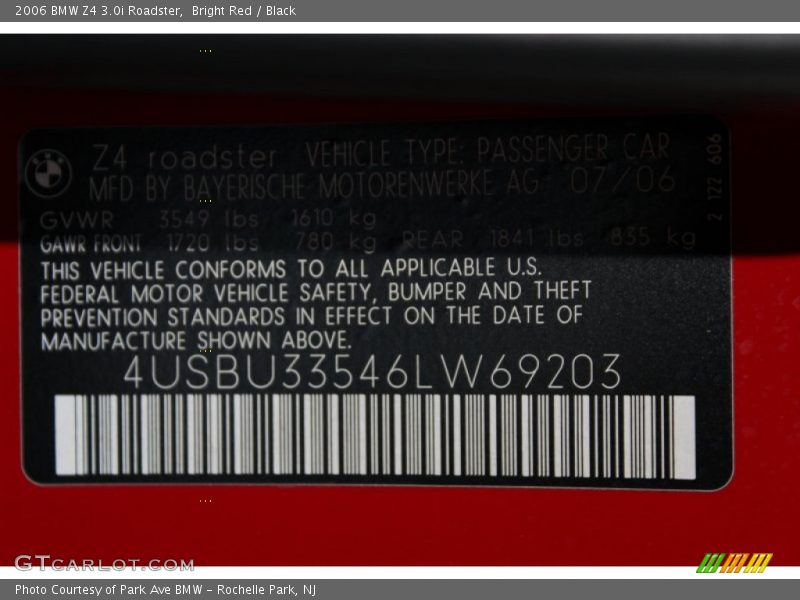 2006 BMW Z4 3.0i Roadster,  Bright Red / Black
BMW
Z4 roadster VEHICLE TYPE: PASSENGER CAR
MFD BY BAYERISCHE MOTORENWERKE AG 07/06
GVWR 3549 lbs 1610 kg
GAWR FRONT 1720 lbs 780 kg REAR 1841 lbs 835 kg
THIS VEHICLE CONFORMS TO ALL APPLICABLE U.S.
FEDERAL MOTOR VEHICLE SAFETY, BUMPER AND THEFT
PREVENTION STANDARDS IN EFFECT ON THE DATE OF
MANUFACTURE SHOWN ABOVE.
4USBU33546LW69203
2 122 606
GTcarlot.com
Photo Courtesy of Park Ave BMW - Rochelle Park, NJ